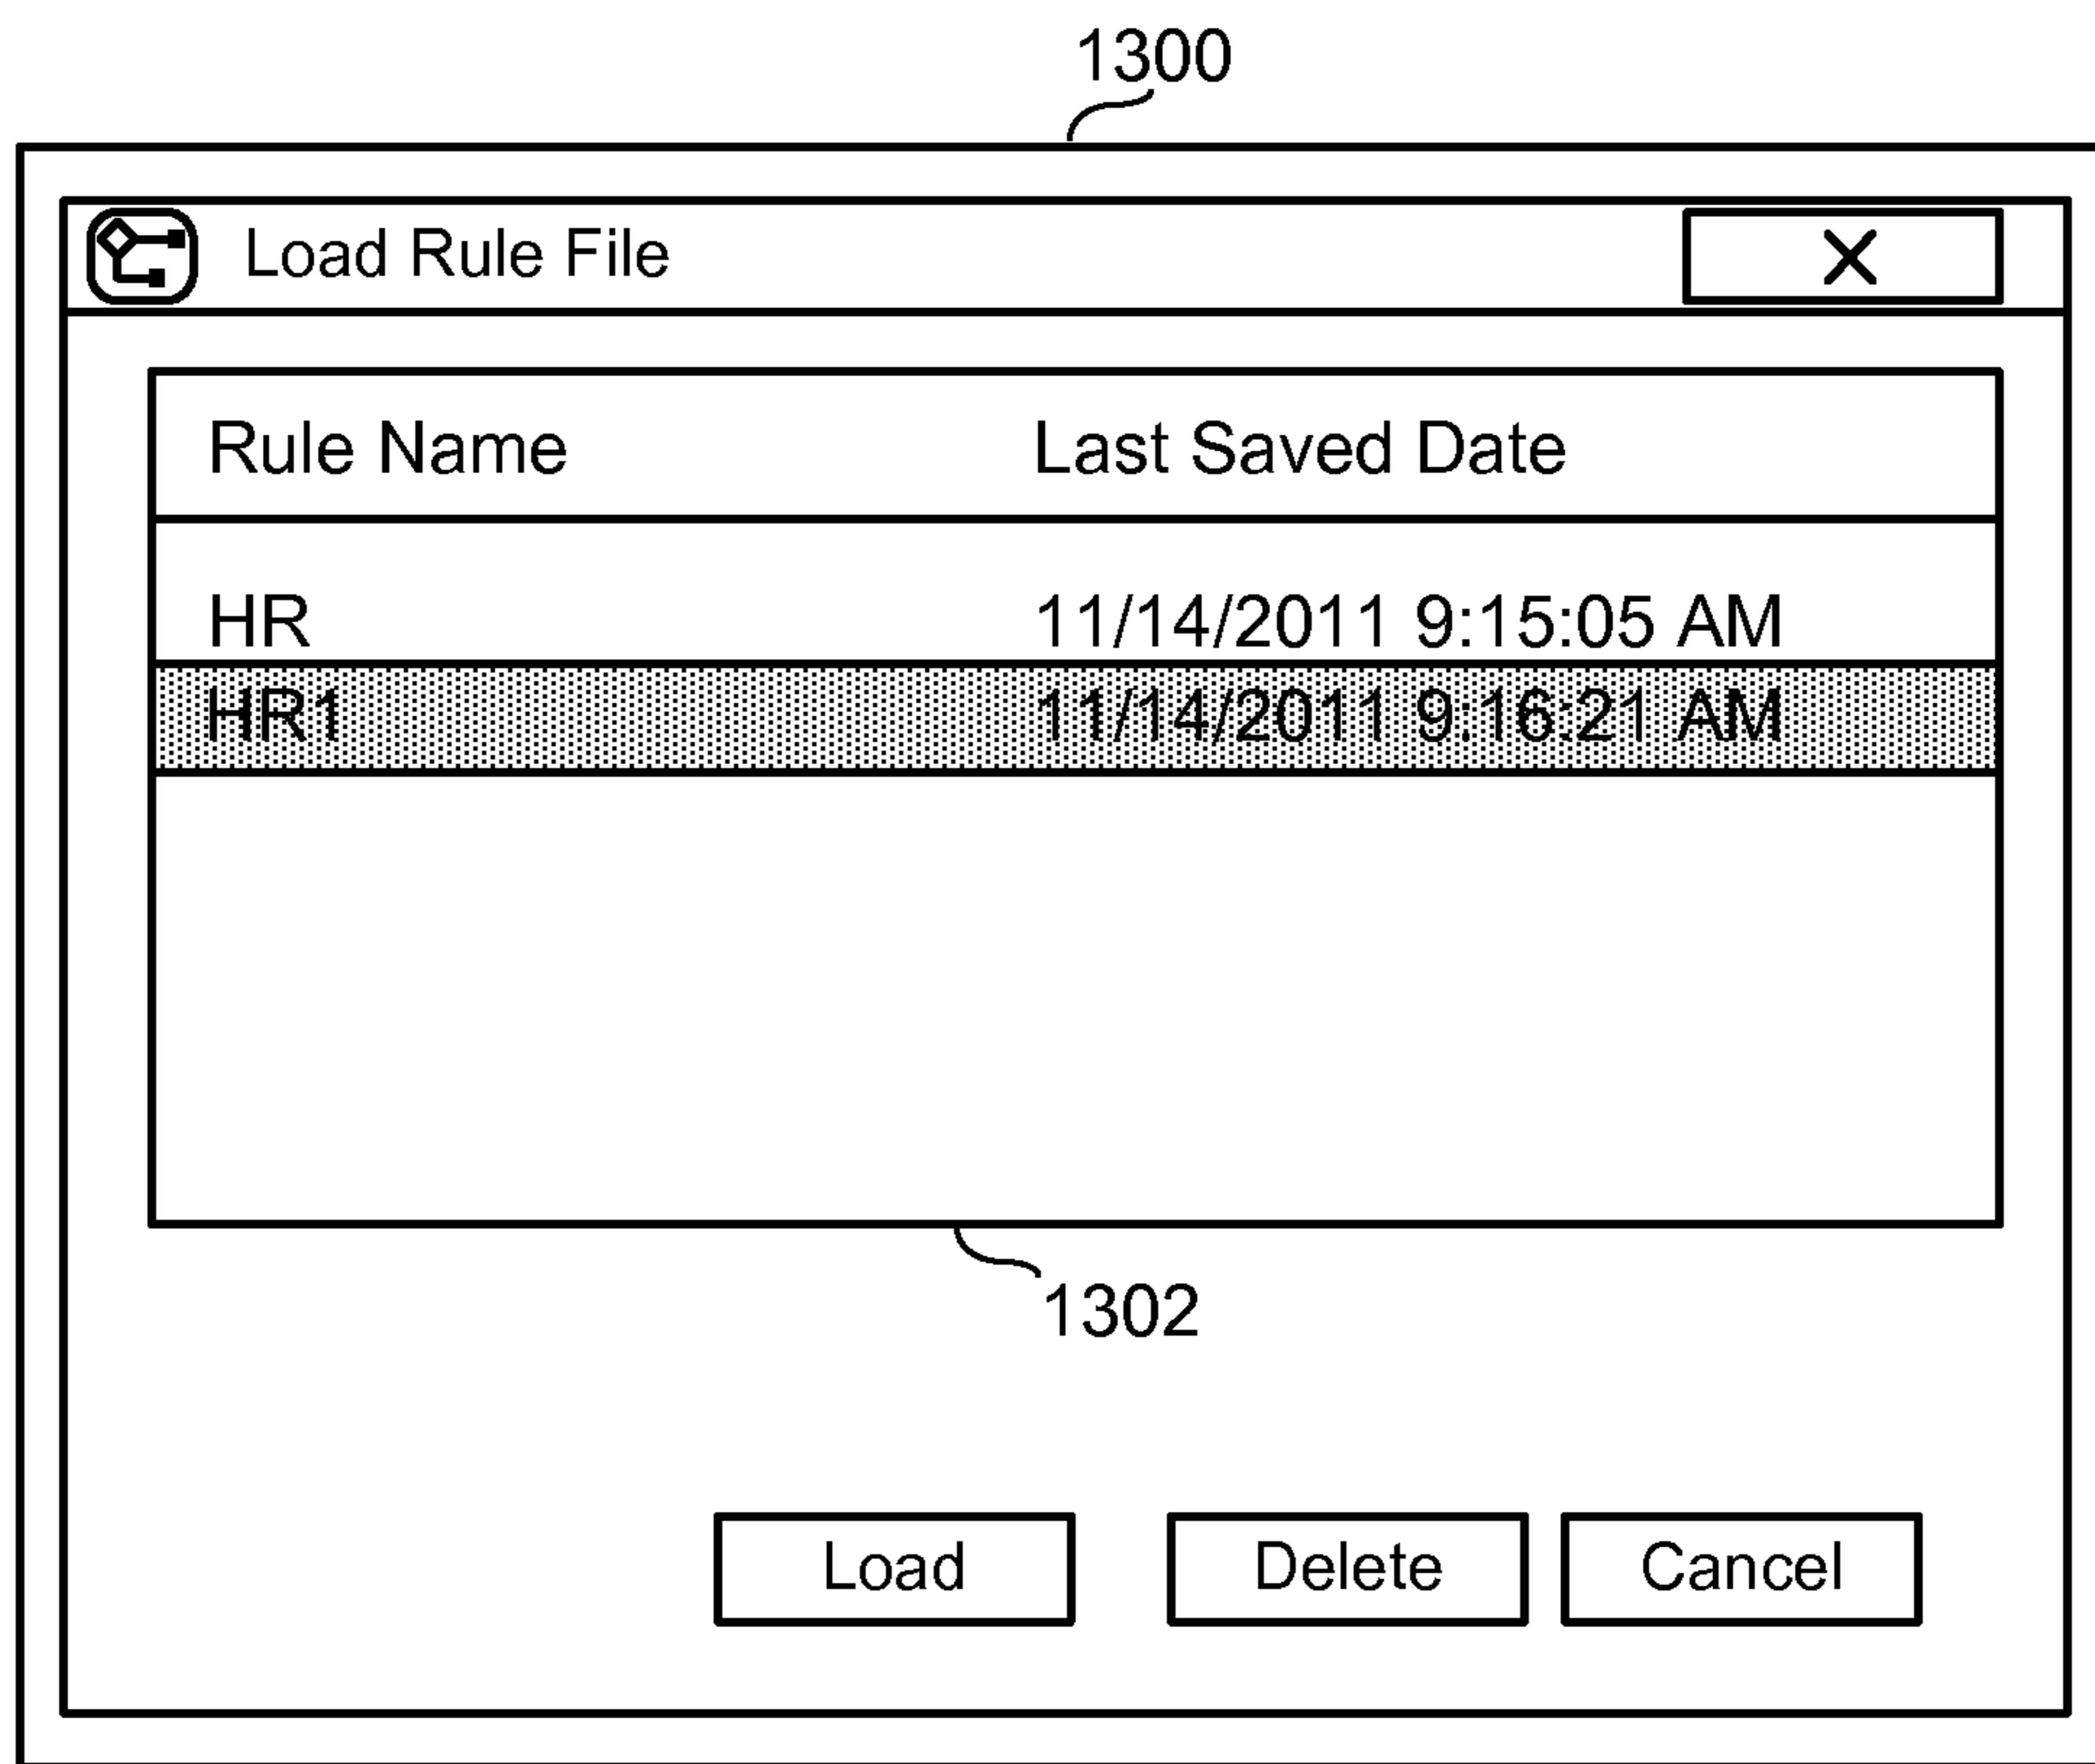 1300
Load Rule File X
Rule Name Last Saved Date
HR 11/14/2011 9:15:05 AM
HR1 11/14/2011 9:16:21 AM
1302
Load Delete Cancel